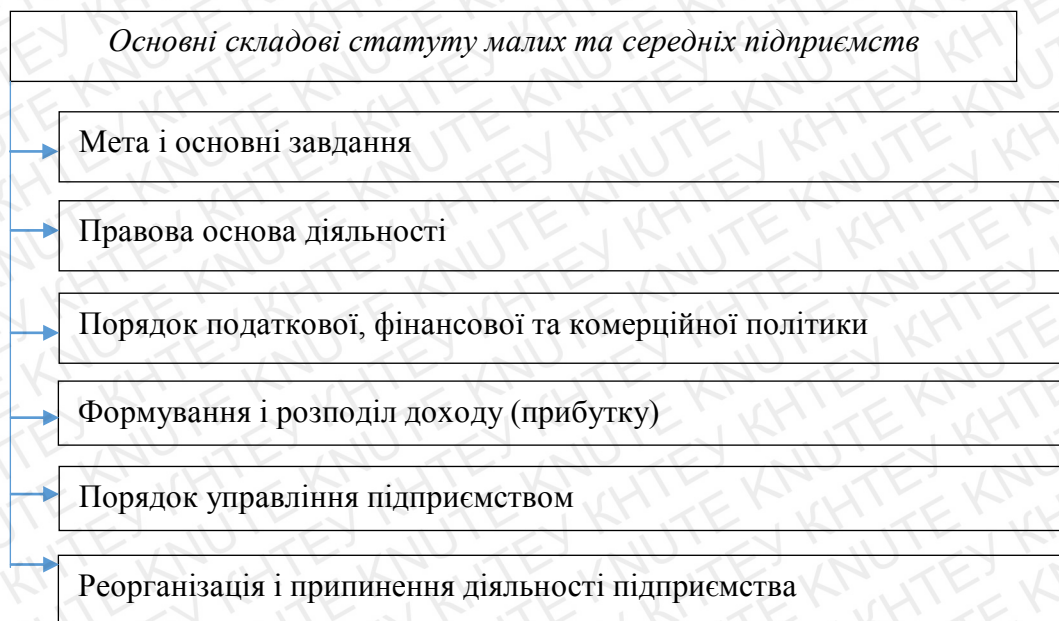 Основні складові статуту малих та середніх підприємств
Мета і основні завдання
Правова основа діяльності
Порядок податкової, фінансової та комерційної політики
Формування і розподіл доходу (прибутку)
Порядок управління підприємством
Реорганізація і припинення діяльності підприємства